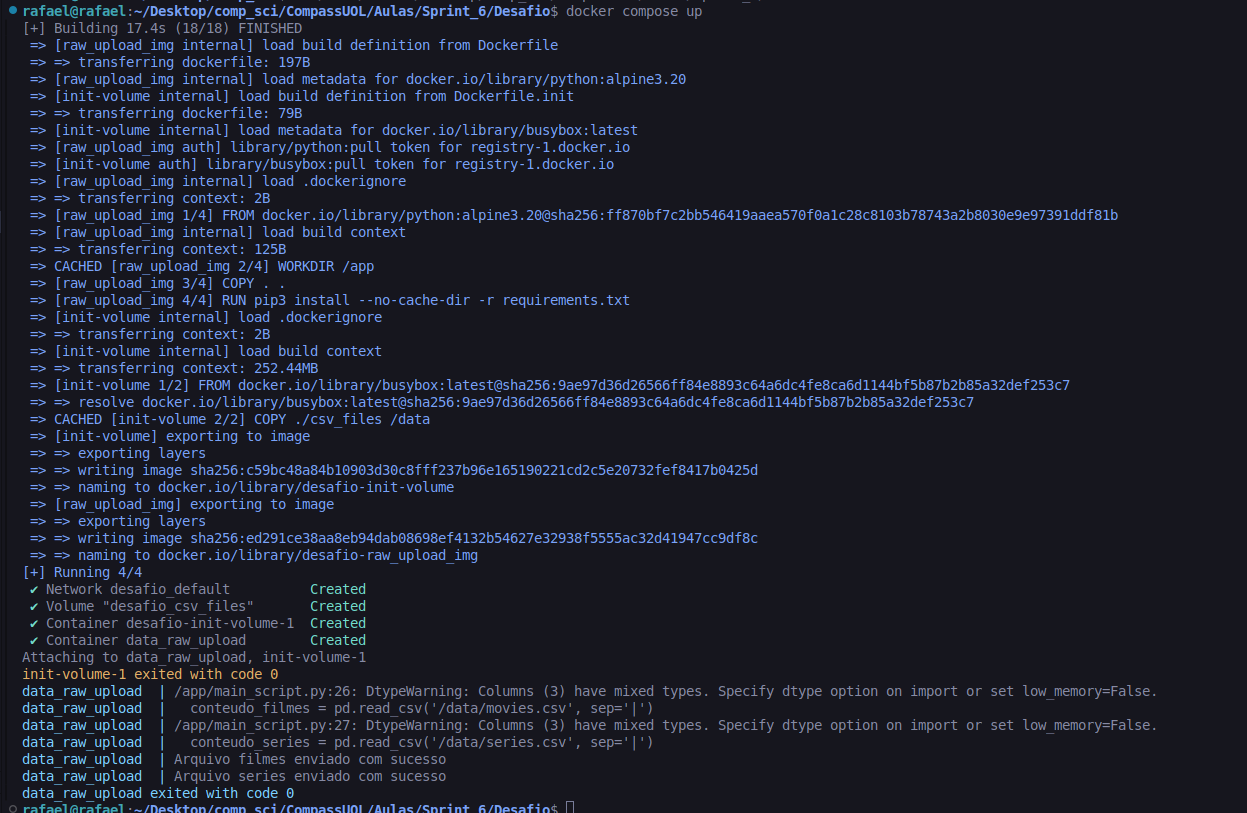 rafael@rafael:~/Desktop/comp_sci/CompassUOL/Aulas/Sprint_6/Desafio$ docker compose up
[+] Building 17.4s (18/18) FINISHED
=> [raw_upload_img internal] load build definition from Dockerfile
=> => transferring dockerfile: 197B
=> [raw_upload_img internal] load metadata for docker.io/library/python:alpine3.20
=> [init-volume internal] load build definition from Dockerfile.init
=> => transferring dockerfile: 79B
=> [init-volume internal] load metadata for docker.io/library/busybox:latest
=> [raw_upload_img auth] library/python:pull token for registry-1.docker.io
=> [init-volume auth] library/busybox:pull token for registry-1.docker.io
=> [raw_upload_img internal] load .dockerignore
=> => transferring context: 2B
=> [raw_upload_img 1/4] FROM docker.io/library/python:alpine3.20@sha256:ff870bf7c2bb546419aaea570f0a1c28c8103b78743a2b8030e9e97391ddf81b
=> [raw_upload_img internal] load build context
=> => transferring context: 125B
=> CACHED [raw_upload_img 2/4] WORKDIR /app
=> [raw_upload_img 3/4] COPY . .
=> [raw_upload_img 4/4] RUN pip3 install --no-cache-dir -r requirements.txt
=> [init-volume internal] load .dockerignore
=> => transferring context: 2B
=> [init-volume internal] load build context
=> => transferring context: 252.44MB
=> [init-volume 1/2] FROM docker.io/library/busybox:latest@sha256:9ae97d36d26566ff84e8893c64a6dc4fe8ca6d1144bf5b87b2b85a32def253c7
=> => resolve docker.io/library/busybox:latest@sha256:9ae97d36d26566ff84e8893c64a6dc4fe8ca6d1144bf5b87b2b85a32def253c7
=> CACHED [init-volume 2/2] COPY ./csv_files /data
=> [init-volume] exporting to image
=> => exporting layers
=> => writing image sha256:c59bc48a84b10903d30c8fff237b96e165190221cd2c5e20732fef8417b0425d
=> => naming to docker.io/library/desafio-init-volume
=> [raw_upload_img] exporting to image
=> => exporting layers
=> => writing image sha256:ed291ce38aa8eb94dab08698ef4132b54627e32938f5555ac32d41947cc9df8c
=> => naming to docker.io/library/desafio-raw_upload_img
[+] Running 4/4
✔ Network desafio_default Created
✔ Volume "desafio_csv_files" Created
✔ Container desafio-init-volume-1 Created
✔ Container data_raw_upload Created
Attaching to data_raw_upload, init-volume-1
init-volume-1 exited with code 0
data_raw_upload | /app/main_script.py:26: DtypeWarning: Columns (3) have mixed types. Specify dtype option on import or set low_memory=False.
data_raw_upload | conteudo_filmes = pd.read_csv('/data/movies.csv', sep='|')
data_raw_upload | /app/main_script.py:27: DtypeWarning: Columns (3) have mixed types. Specify dtype option on import or set low_memory=False.
data_raw_upload | conteudo_series = pd.read_csv('/data/series.csv', sep='|')
data_raw_upload | Arquivo filmes enviado com sucesso
data_raw_upload | Arquivo series enviado com sucesso
data_raw_upload exited with code 0
rafael@rafael:~/Desktop/comp_sci/CompassUOL/Aulas/Sprint_6/Desafio$